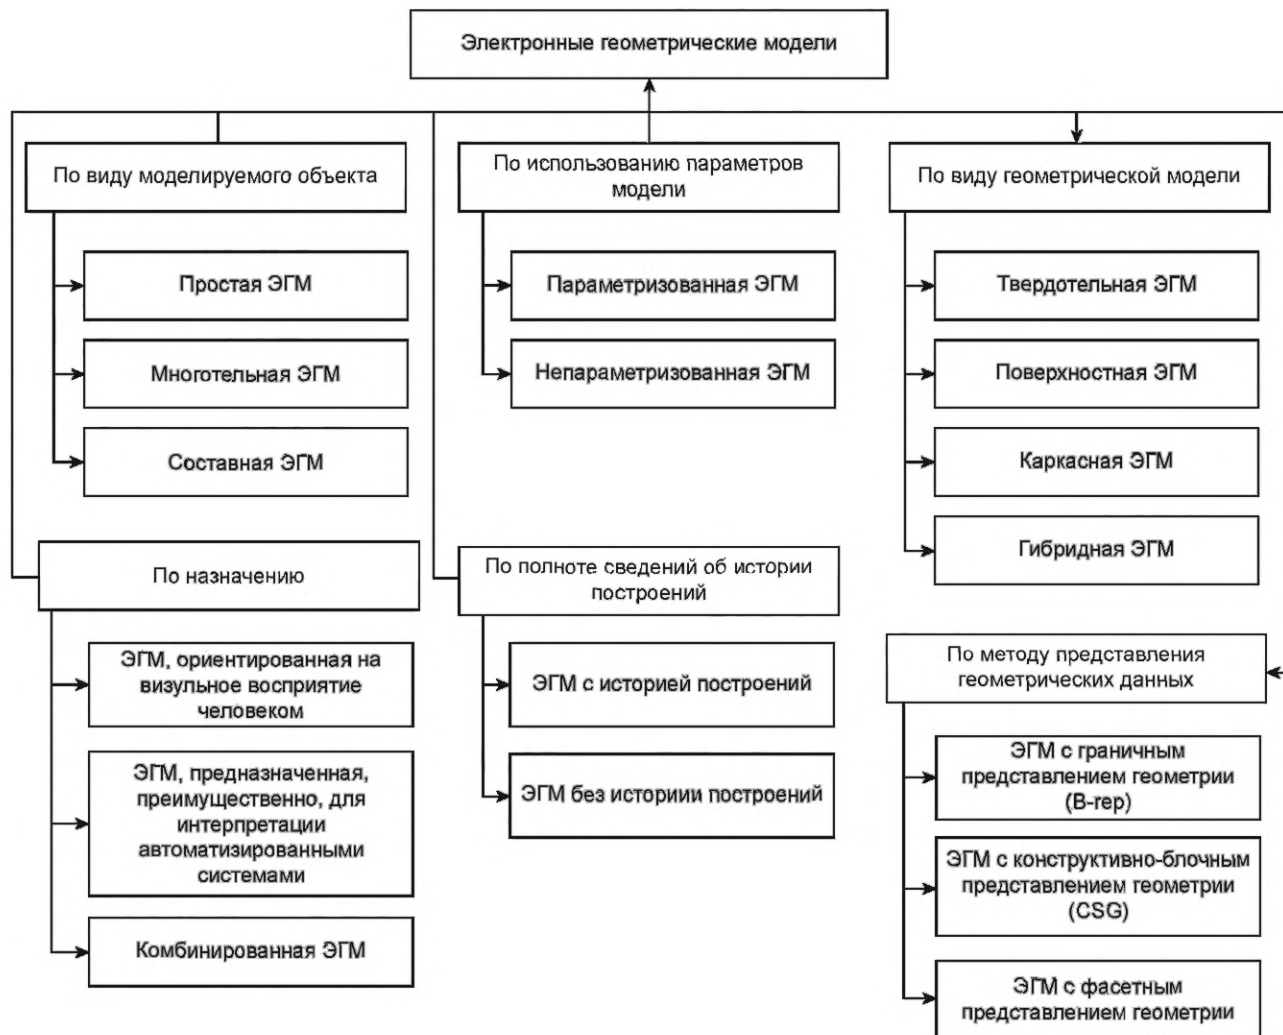 Электронные геометрические модели
По виду моделируемого объекта
Простая ЭГМ
Многотельная ЭГМ
Составная ЭГМ
По использованию параметров
модели
Параметризованная ЭГМ
Непараметризованная ЭГМ
По виду геометрической модели
Твердотельная ЭГМ
Поверхностная ЭГМ
Каркасная ЭГМ
Гибридная ЭГМ
По назначению
ЭГМ, ориентированная на
визульное восприятие
человеком
ЭГМ, предназначенная,
преимущественно, для
интерпретации
автоматизированными
системами
Комбинированная ЭГМ
По полноте сведений об истории
построений
ЭГМ с историей построений
ЭГМ без историии построений
По методу представления
геометрических данных
ЭГМ с граничным
представлением геометрии
(B-rep)
ЭГМ с конструктивно-блочным
представлением геометрии
(CSG)
ЭГМ с фасетным
представлением геометрии